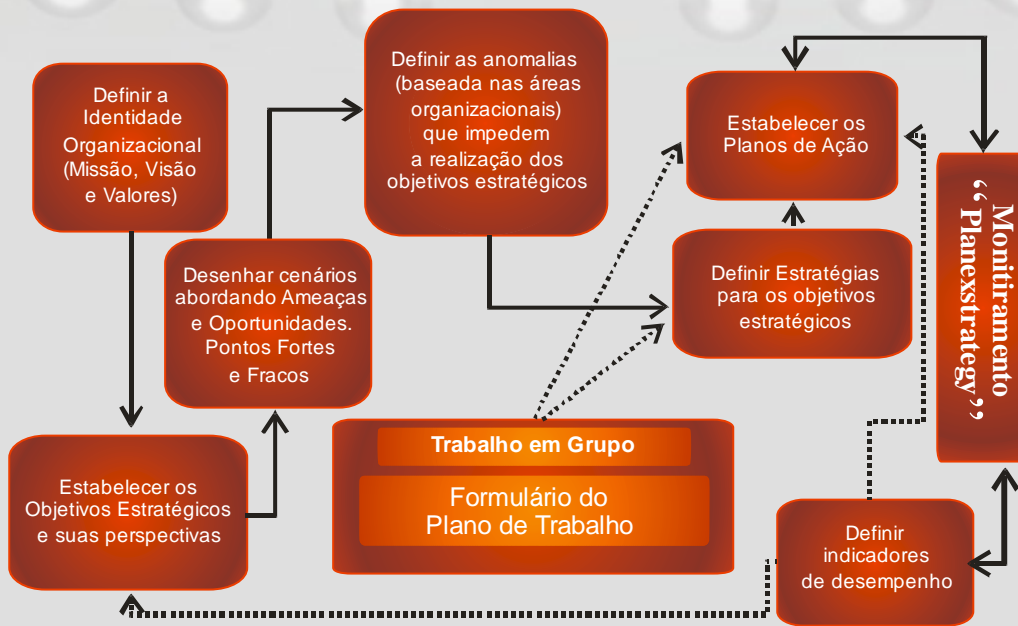 Definir a
Identidade
Organizacional
(Missão, Visão
e Valores)
Estabelecer os
Objetivos Estratégicos
e suas perspectivas
Desenhar cenários
abordando Ameaças
e Oportunidades.
Pontos Fortes
e Fracos
Definir as anomalias
(baseada nas áreas
organizacionais)
que impedem
a realização dos
objetivos estratégicos
Definir Estratégias
para os objetivos
estratégicos
Estabelecer os
Planos de Ação
Trabalho em Grupo
Formulário do
Plano de Trabalho
Definir
indicadores
de desempenho
Monitiramento
“Planexstrategy”